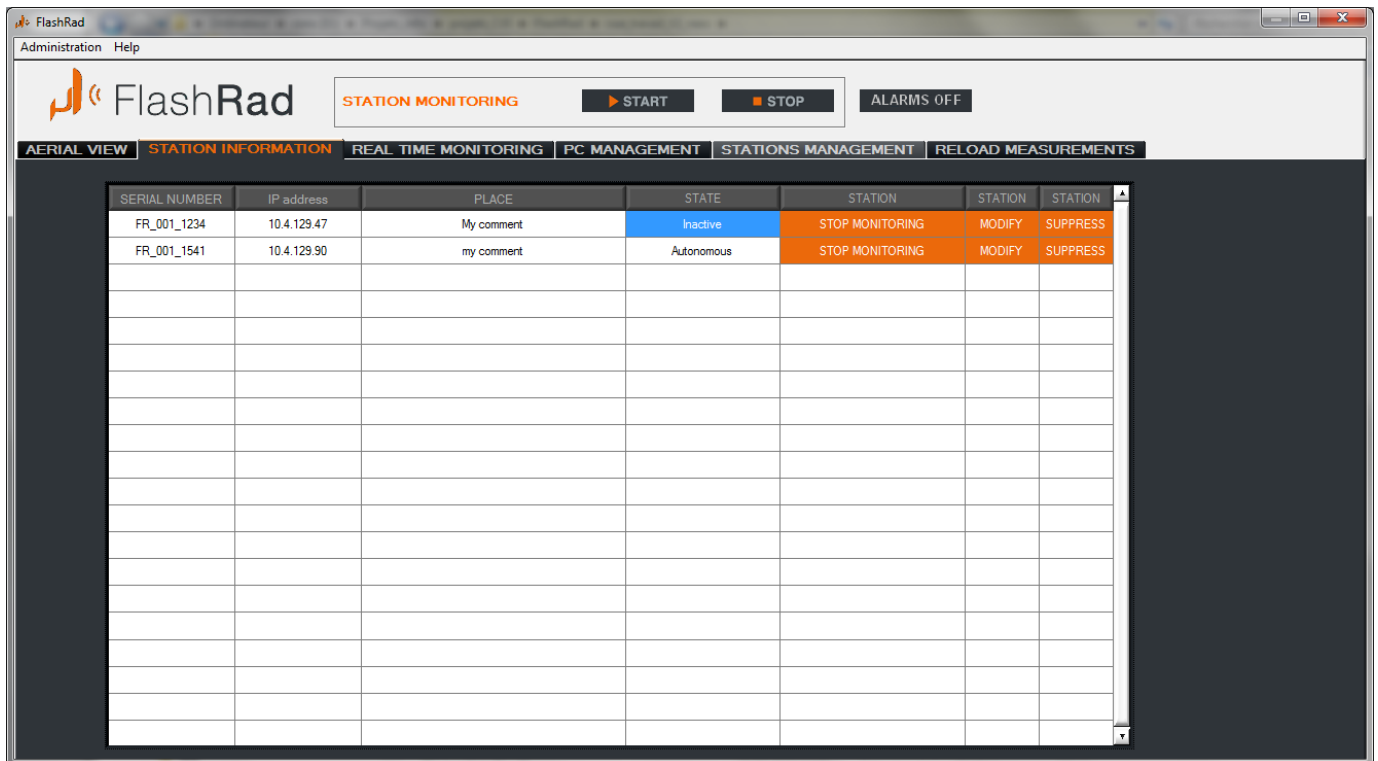 FlashRad
Administration Help
FlashRad
STATION MONITORING START STOP ALARMS OFF
AERIAL VIEW STATION INFORMATION REAL TIME MONITORING PC MANAGEMENT STATIONS MANAGEMENT RELOAD MEASUREMENTS
SERIAL NUMBER IP address PLACE STATE STATION STATION STATION
FR_001_1234 10.4.129.47 My comment Inactive STOP MONITORING MODIFY SUPPRESS
FR_001_1541 10.4.129.90 my comment Autonomous STOP MONITORING MODIFY SUPPRESS